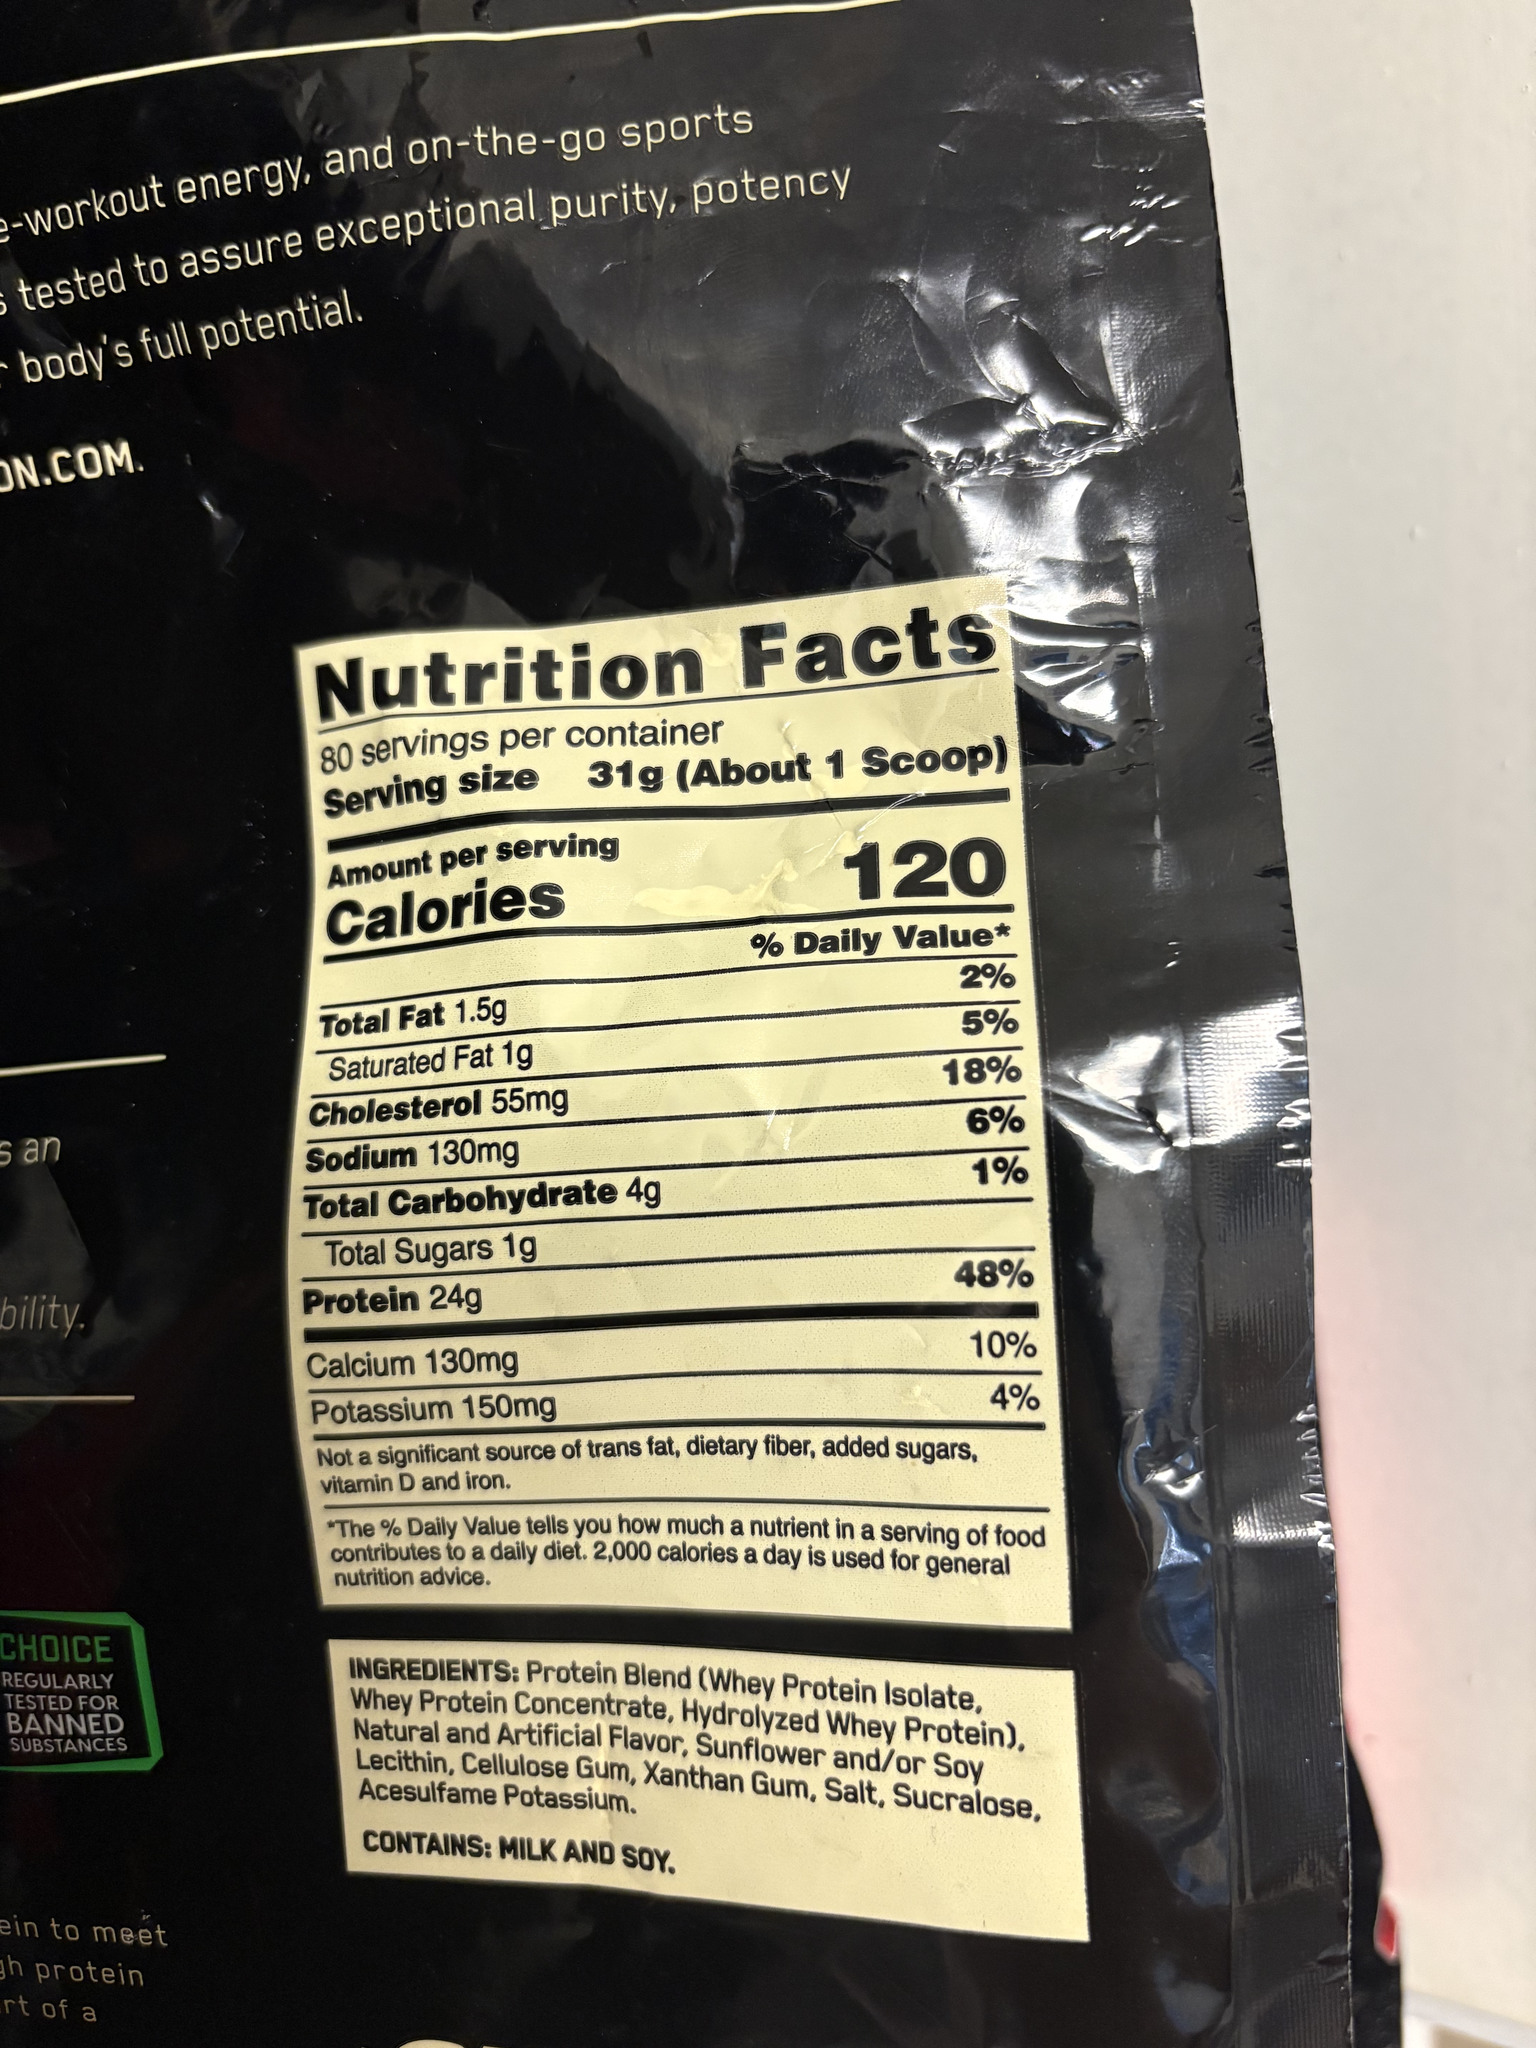 e-workout energy, and on-the-go sports
s tested to assure exceptional purity, potency
r body's full potential.
ON.COM.
Nutrition Facts
80 servings per container
Serving size 31g (About 1 Scoop)
Amount per serving
Calories 120
% Daily Value*
Total Fat 1.5g 2%
Saturated Fat 1g 5%
Cholesterol 55mg 18%
Sodium 130mg 6%
Total Carbohydrate 4g 1%
Total Sugars 1g
Protein 24g 48%
Calcium 130mg 10%
Potassium 150mg 4%
Not a significant source of trans fat, dietary fiber, added sugars,
vitamin D and iron.
*The % Daily Value tells you how much a nutrient in a serving of food
contributes to a daily diet. 2,000 calories a day is used for general
nutrition advice.
INGREDIENTS: Protein Blend (Whey Protein Isolate,
Whey Protein Concentrate, Hydrolyzed Whey Protein),
Natural and Artificial Flavor, Sunflower and/or Soy
Lecithin, Cellulose Gum, Xanthan Gum, Salt, Sucralose,
Acesulfame Potassium.
CONTAINS: MILK AND SOY.
s an
bility.
CHOICE
REGULARLY
TESTED FOR
BANNED
SUBSTANCES
ein to meet
gh protein
rt of a